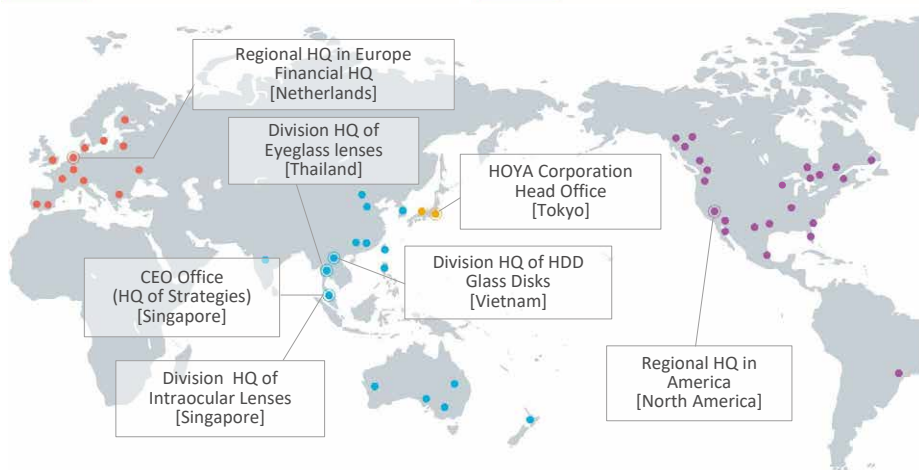 Regional HQ in Europe
Financial HQ
[Netherlands]
Division HQ of
Eyeglass lenses
[Thailand]
HOYA Corporation
Head Office
[Tokyo]
CEO Office
(HQ of Strategies)
[Singapore]
Division HQ of HDD
Glass Disks
[Vietnam]
Division HQ of
Intraocular Lenses
[Singapore]
Regional HQ in
America
[North America]